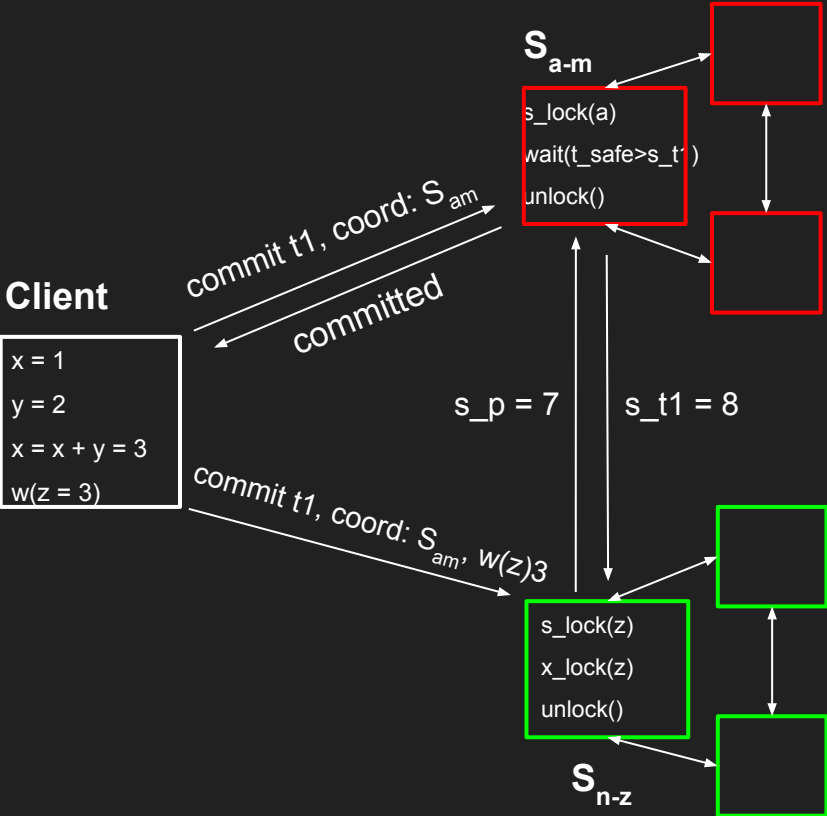 S_a-m
s_lock(a)
wait(t_safe>s_t1)
unlock()
commit t1, coord: S_am
committed
Client
x = 1
y = 2
x = x + y = 3
w(z = 3)
s_p = 7
s_t1 = 8
commit t1, coord: S_am, w(z)3
s_lock(z)
x_lock(z)
unlock()
S_n-z